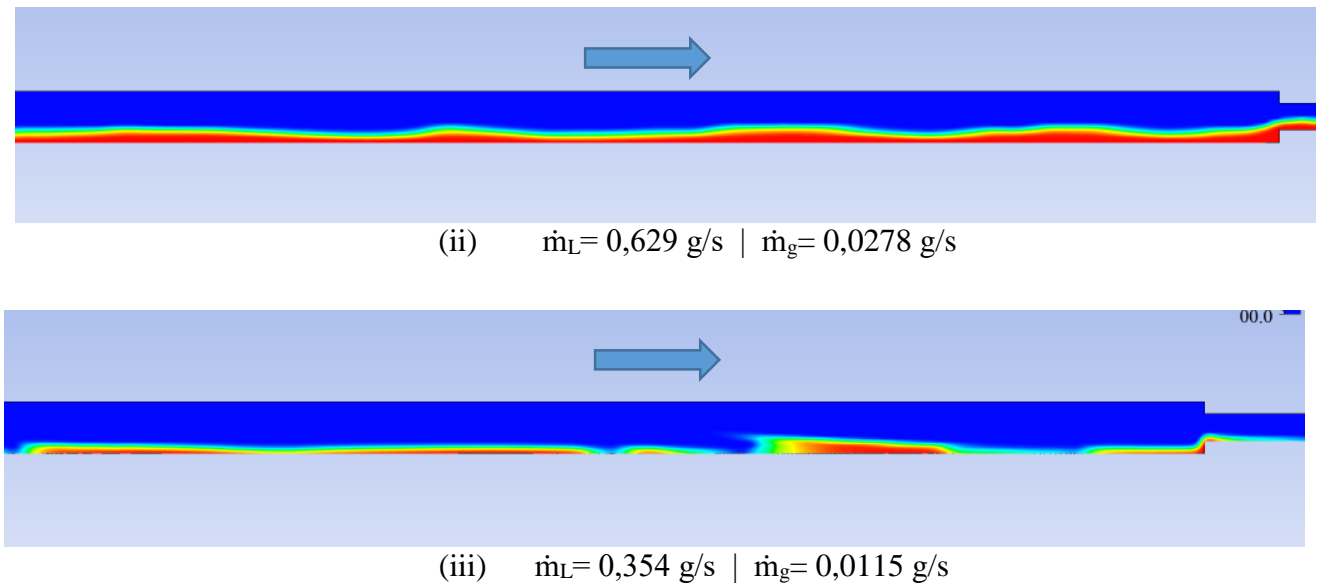 (ii) ṁL= 0,629 g/s | ṁg= 0,0278 g/s
00.0
(iii) ṁL= 0,354 g/s | ṁg= 0,0115 g/s